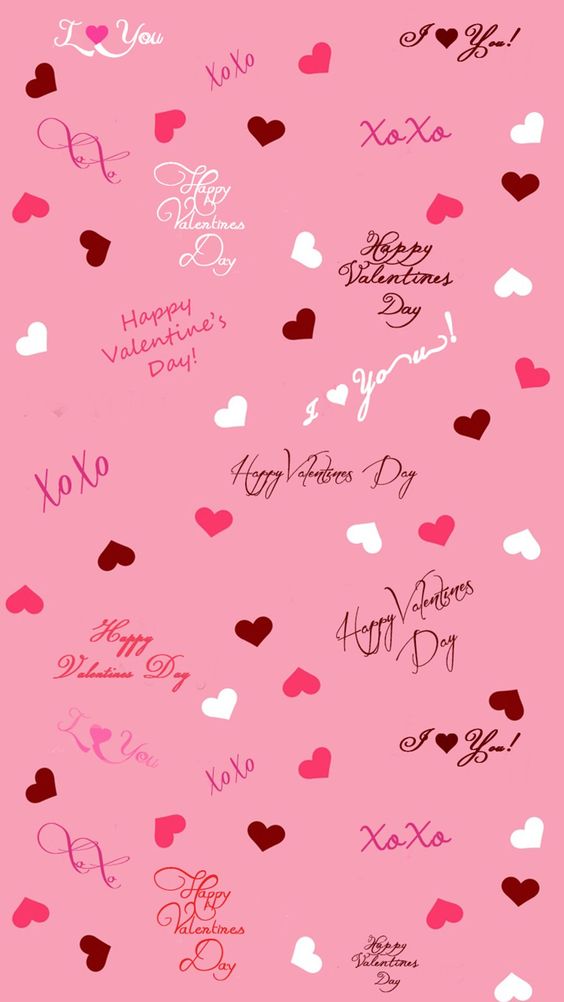 I ♥ You
I ♥ You!
XoXo
XoXo
XoXo
Happy
Valentines
Day
Happy
Valentines
Day
Happy
Valentine's
Day!
I ♥ You!
XoXo
Happy Valentines Day
Happy Valentines
Day
Happy
Valentines Day
I ♥ You
I ♥ You!
XoXo
XoXo
XoXo
Happy
Valentines
Day
Happy
Valentines
Day